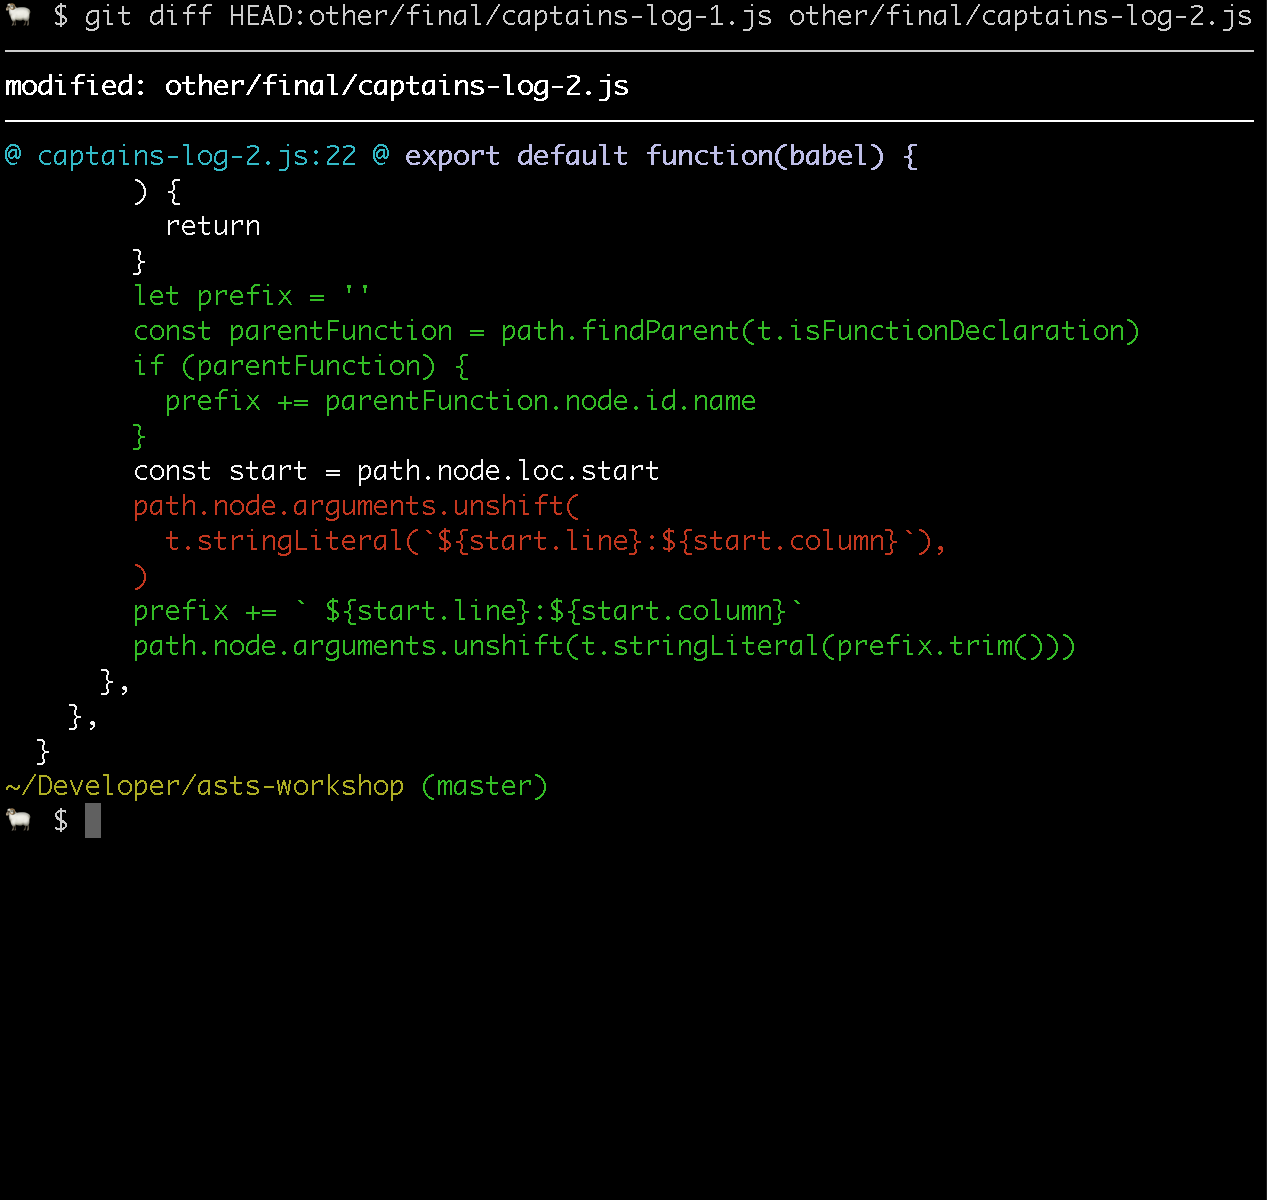 🐏 $ git diff HEAD:other/final/captains-log-1.js other/final/captains-log-2.js
modified: other/final/captains-log-2.js
@ captains-log-2.js:22 @ export default function(babel) {
        ) {
          return
        }
        let prefix = ''
        const parentFunction = path.findParent(t.isFunctionDeclaration)
        if (parentFunction) {
          prefix += parentFunction.node.id.name
        }
        const start = path.node.loc.start
        path.node.arguments.unshift(
          t.stringLiteral(`${start.line}:${start.column}`),
        )
        prefix += ` ${start.line}:${start.column}`
        path.node.arguments.unshift(t.stringLiteral(prefix.trim()))
      },
    },
  }
~/Developer/asts-workshop (master)
🐏 $